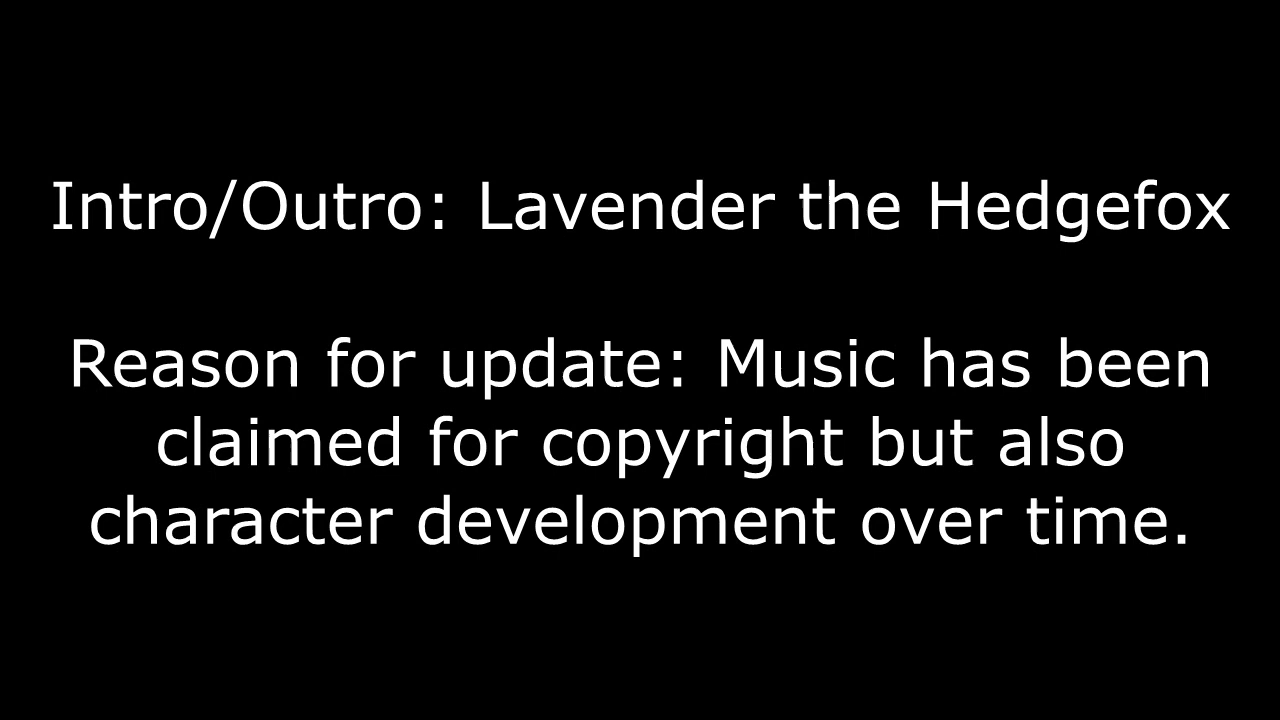 Intro/Outro: Lavender the Hedgefox
Reason for update: Music has been
claimed for copyright but also
character development over time.